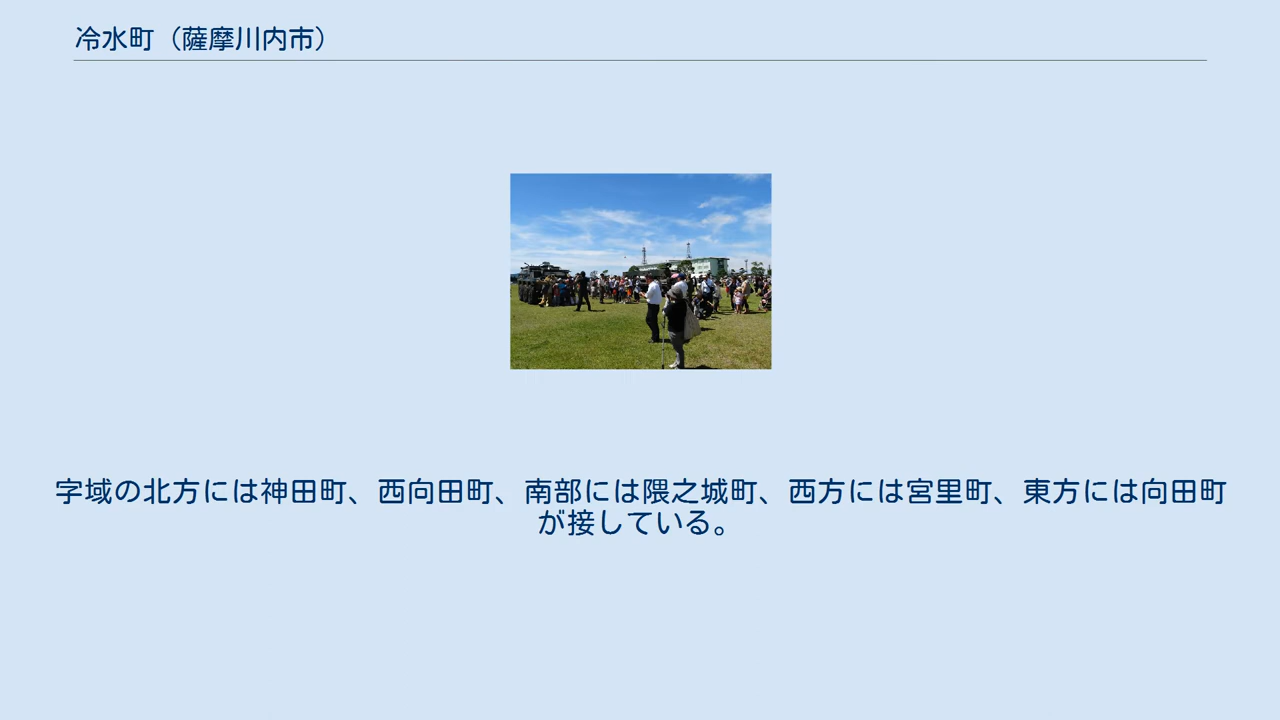 冷水町（薩摩川内市）
字域の北方には神田町、西向田町、南部には隈之城町、西方には宮里町、東方には向田町
が接している。